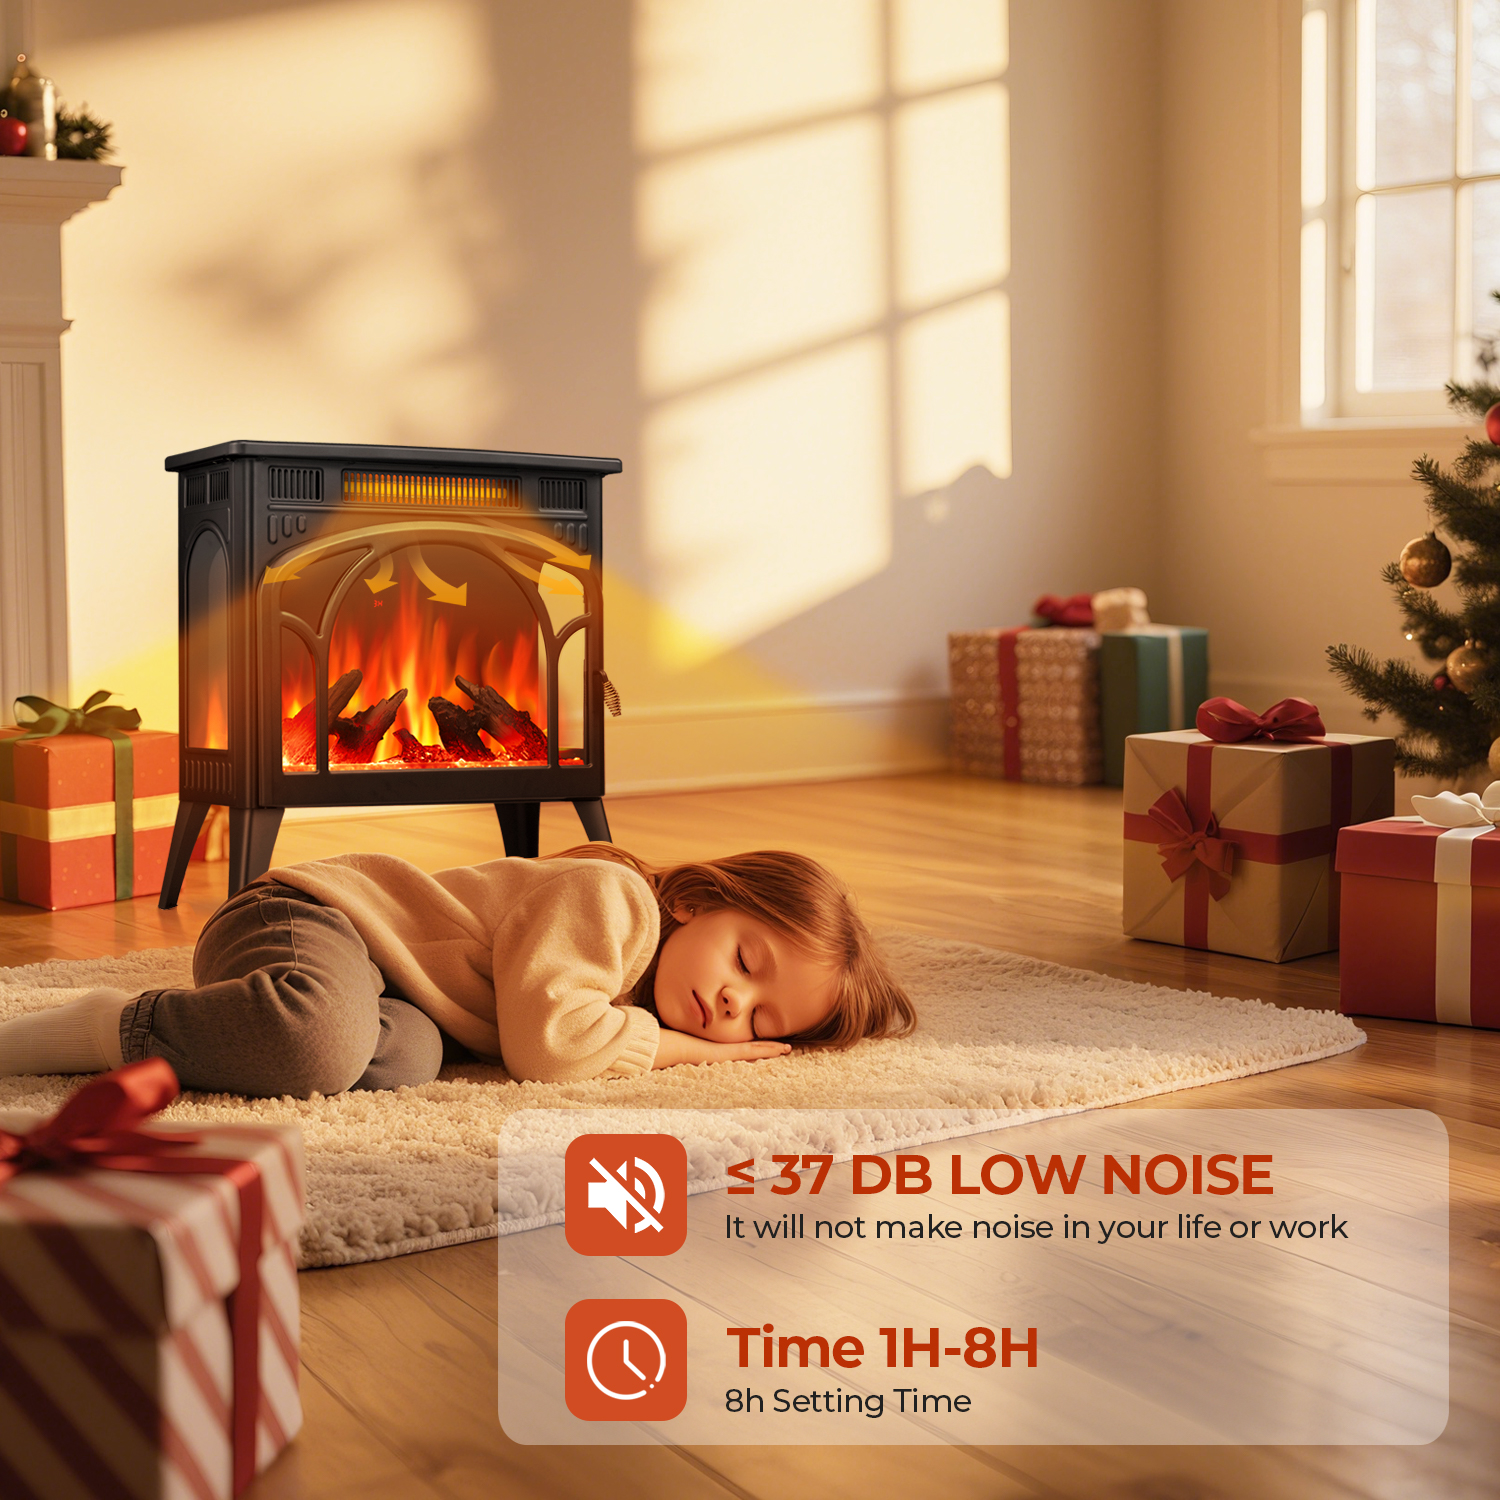 3H
≤ 37 DB LOW NOISE
It will not make noise in your life or work
Time 1H-8H
8h Setting Time